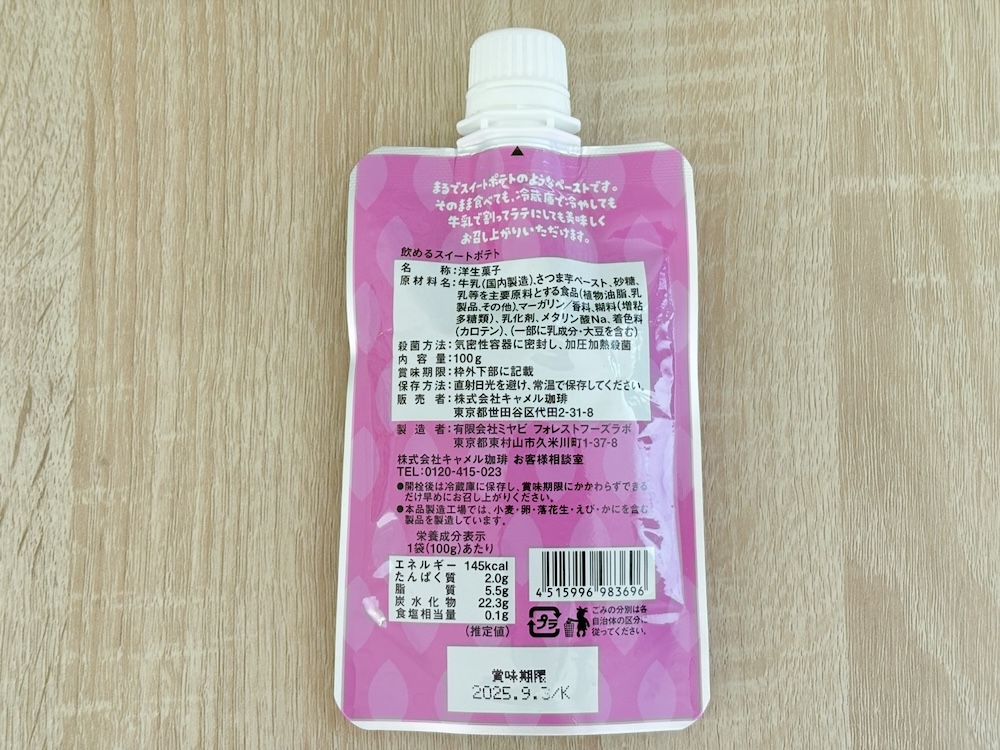 まるでスイートポテトのようなペーストです。
そのまま食べても、冷蔵庫で冷やしても
牛乳で割ってラテにしても美味しく
お召し上がりいただけます。
飲めるスイートポテト
名称:洋生菓子
原材料名:牛乳(国内製造)、さつま芋ペースト、砂糖、
乳等を主要原料とする食品(植物油脂、乳
製品、その他)、マーガリン/香料、糊料(増粘
多糖類)、乳化剤、メタリン酸Na、着色料
(カロテン)、(一部に乳成分・大豆を含む)
殺菌方法:気密性容器に密封し、加圧加熱殺菌
内容量:100g
賞味期限:枠外下部に記載
保存方法:直射日光を避け、常温で保存してください。
販売者:株式会社キャメル珈琲
東京都世田谷区代田2-31-8
製造者:有限会社ミヤビ フォレストフーズラボ
東京都東村山市久米川町1-37-8
株式会社キャメル珈琲 お客様相談室
TEL:0120-415-023
●開栓後は冷蔵庫に保存し、賞味期限にかかわらずできる
だけ早めにお召し上がりください。
●本品製造工場では、小麦・卵・落花生・えび・かにを含む
製品を製造しています。
栄養成分表示
1袋(100g)あたり
エネルギー 145kcal
たんぱく質 2.0g
脂質 5.5g
炭水化物 22.3g
食塩相当量 0.1g
(推定値)
4 515996 983696
プラ
ごみの分別は各
自治体の区分に
従ってください。
賞味期限
2025.9.3/K